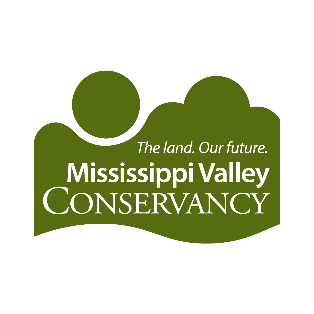 The land. Our future.
Mississippi Valley
CONSERVANCY